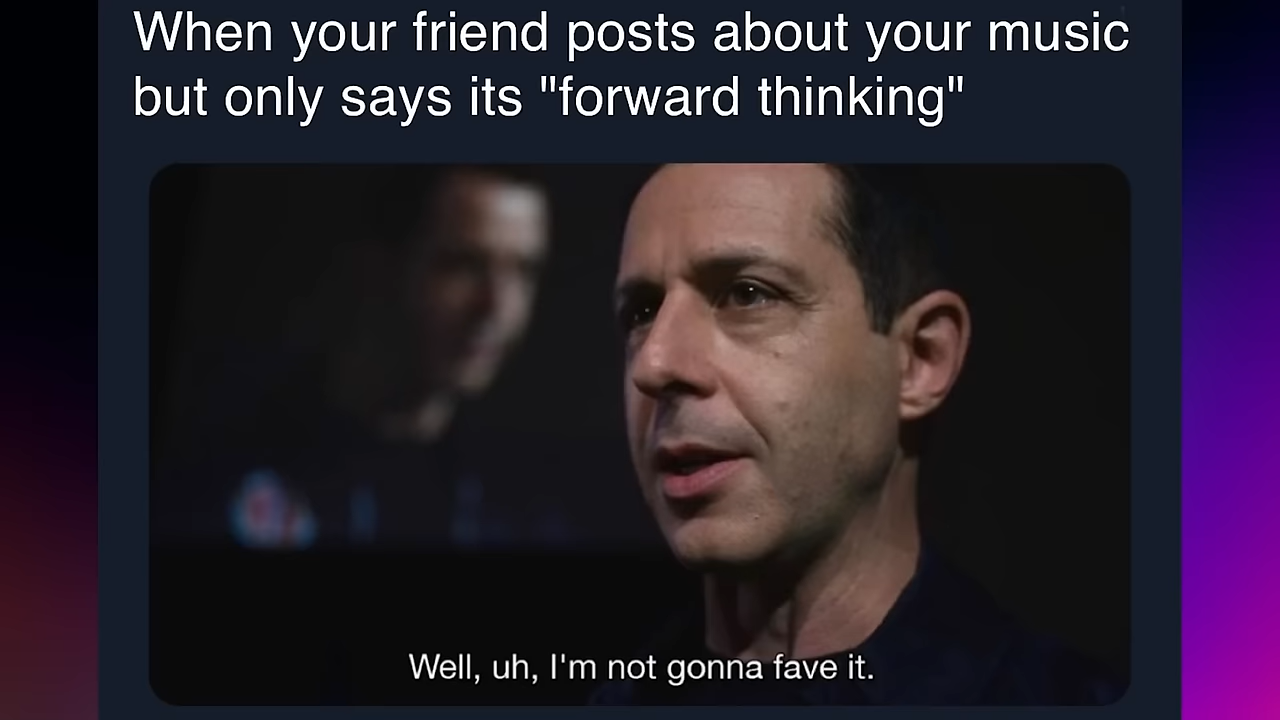 When your friend posts about your music
but only says its "forward thinking"
Well, uh, I'm not gonna fave it.